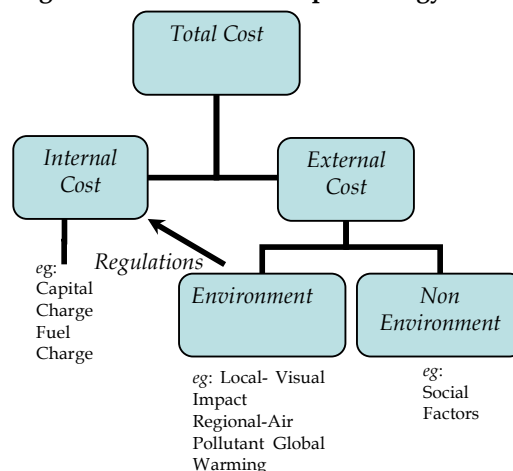 Total Cost
Internal
Cost
External
Cost
Regulations
eg:
Capital
Charge
Fuel
Charge
Environment
Non
Environment
eg: Local- Visual
Impact
Regional-Air
Pollutant Global
Warming
eg:
Social
Factors